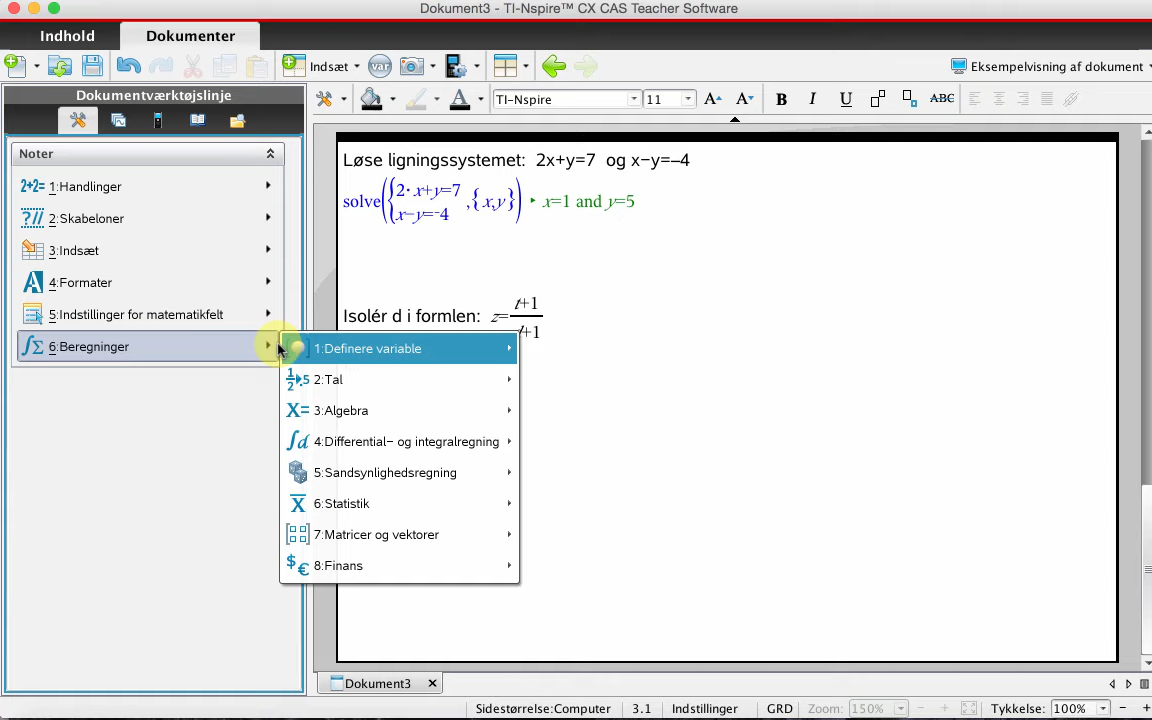 Dokument3 - TI-Nspire™ CX CAS Teacher Software
Indhold Dokumenter
Indsæt var Eksempelvisning af dokument
Dokumentværktøjslinje
TI-Nspire 11 A A B I U ABC
Noter
1:Handlinger
2:Skabeloner
3:Indsæt
4:Formater
5:Indstillinger for matematikfelt
6:Beregninger
1:Definere variable
2:Tal
3:Algebra
4:Differential- og integralregning
5:Sandsynlighedsregning
6:Statistik
7:Matricer og vektorer
8:Finans
Løse ligningssystemet: 2x+y=7 og x−y=−4
solve({2·x+y=7
x−y=-4 ,{x,y}) ▸ x=1 and y=5
Isolér d i formlen: z= t+1
+1
Dokument3
Sidestørrelse:Computer 3.1 Indstillinger GRD Zoom: 150% Tykkelse: 100%